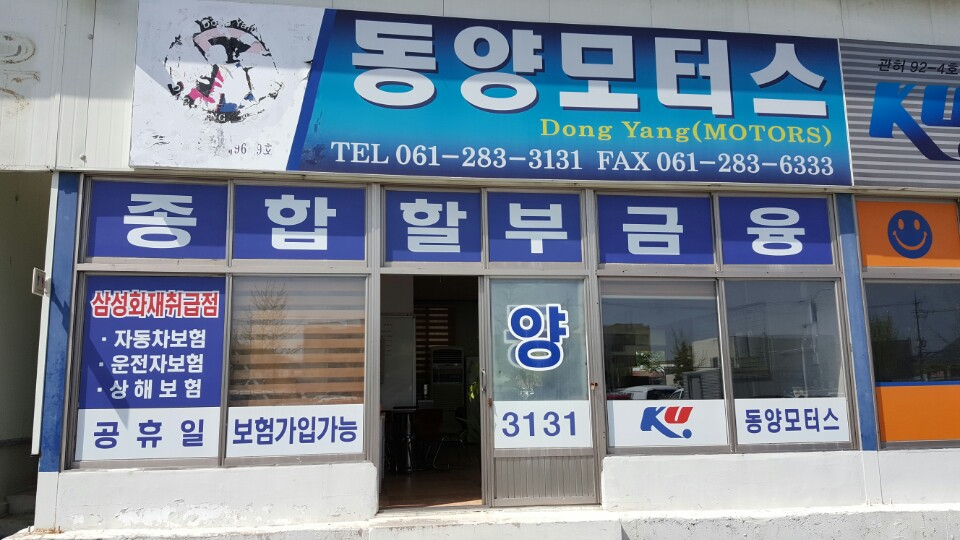 동양모터스
Dong Yang(MOTORS)
TEL 061-283-3131 FAX 061-283-6333
96 9호
관허 92-4호
KU
종합할부금융
삼성화재취급점
· 자동차보험
· 운전자보험
· 상해보험
공휴일 보험가입가능
양
3131
KU 동양모터스